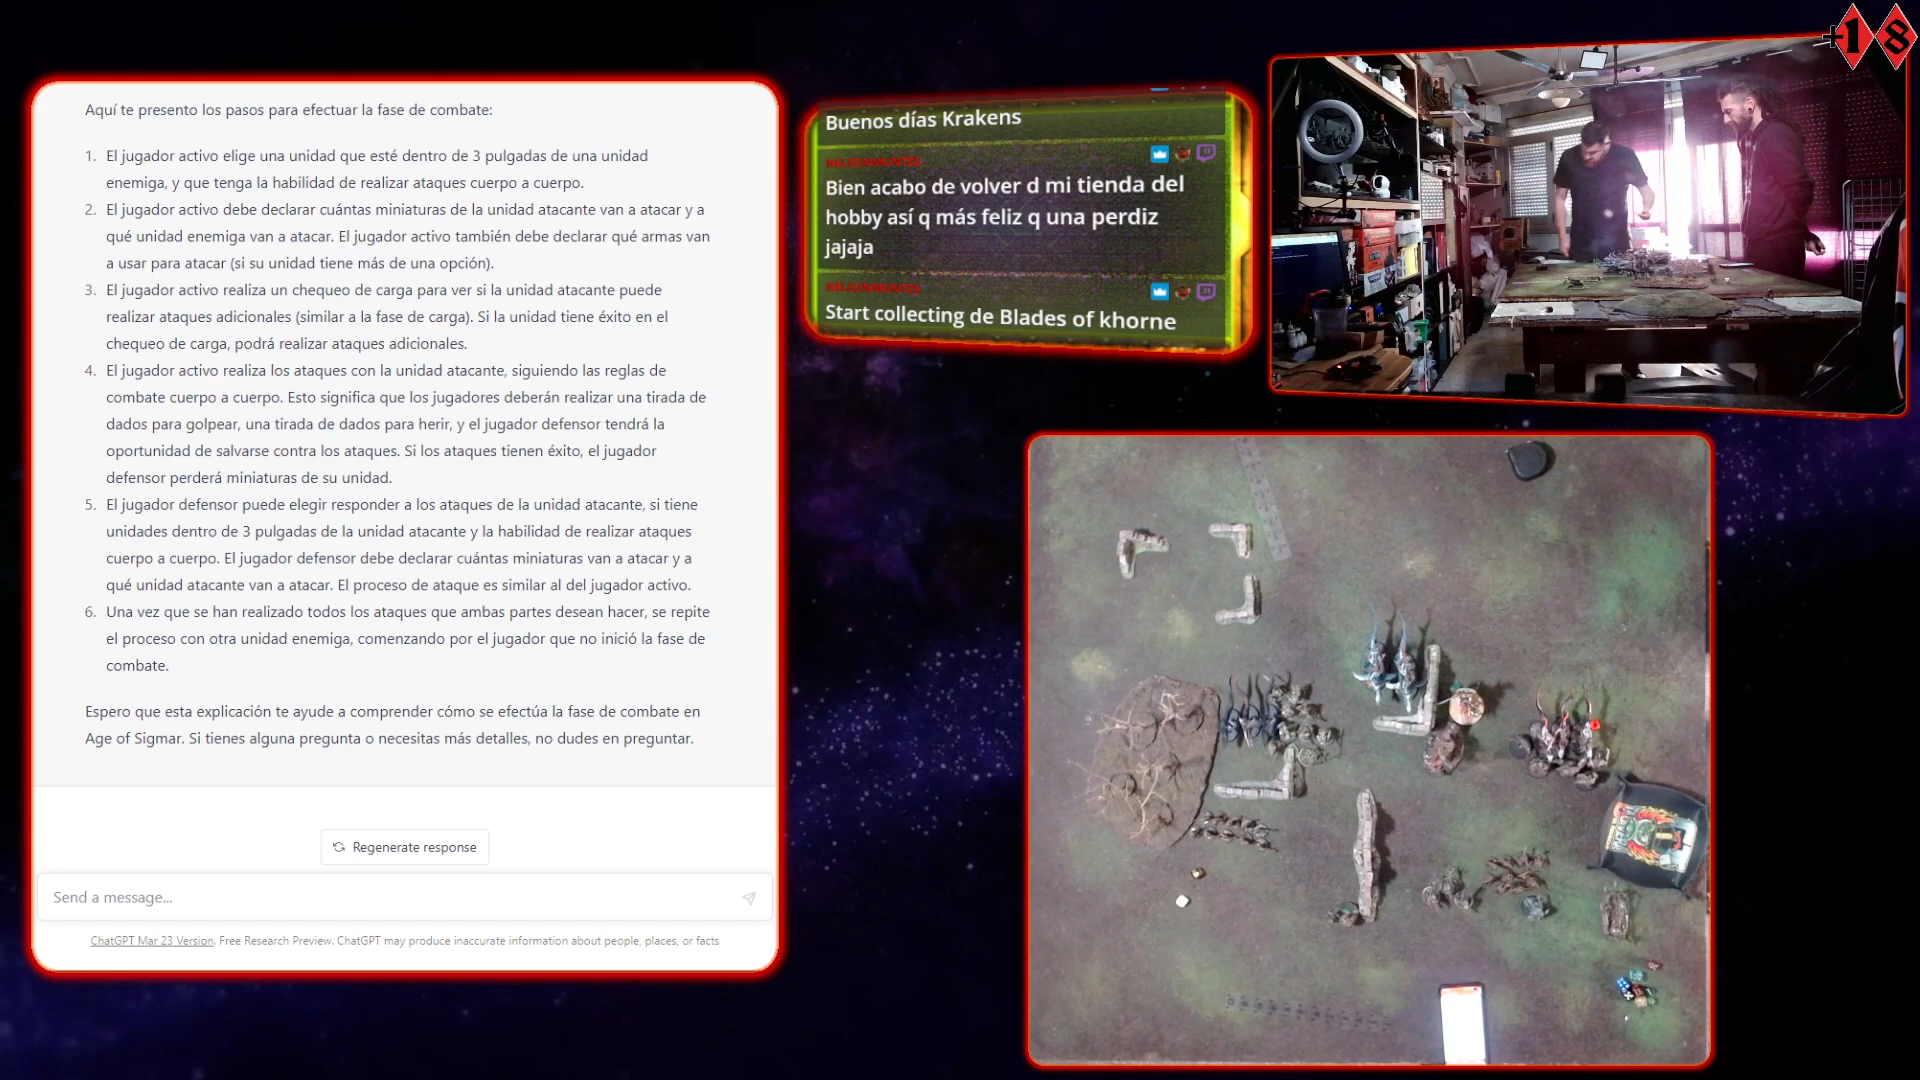 +18
Aquí te presento los pasos para efectuar la fase de combate:
1. El jugador activo elige una unidad que esté dentro de 3 pulgadas de una unidad
enemiga, y que tenga la habilidad de realizar ataques cuerpo a cuerpo.
2. El jugador activo debe declarar cuántas miniaturas de la unidad atacante van a atacar y a
qué unidad enemiga van a atacar. El jugador activo también debe declarar qué armas van
a usar para atacar (si su unidad tiene más de una opción).
3. El jugador activo realiza un chequeo de carga para ver si la unidad atacante puede
realizar ataques adicionales (similar a la fase de carga). Si la unidad tiene éxito en el
chequeo de carga, podrá realizar ataques adicionales.
4. El jugador activo realiza los ataques con la unidad atacante, siguiendo las reglas de
combate cuerpo a cuerpo. Esto significa que los jugadores deberán realizar una tirada de
dados para golpear, una tirada de dados para herir, y el jugador defensor tendrá la
oportunidad de salvarse contra los ataques. Si los ataques tienen éxito, el jugador
defensor perderá miniaturas de su unidad.
5. El jugador defensor puede elegir responder a los ataques de la unidad atacante, si tiene
unidades dentro de 3 pulgadas de la unidad atacante y la habilidad de realizar ataques
cuerpo a cuerpo. El jugador defensor debe declarar cuántas miniaturas van a atacar y a
qué unidad atacante van a atacar. El proceso de ataque es similar al del jugador activo.
6. Una vez que se han realizado todos los ataques que ambas partes desean hacer, se repite
el proceso con otra unidad enemiga, comenzando por el jugador que no inició la fase de
combate.
Espero que esta explicación te ayude a comprender cómo se efectúa la fase de combate en
Age of Sigmar. Si tienes alguna pregunta o necesitas más detalles, no dudes en preguntar.
Regenerate response
Send a message...
ChatGPT Mar 23 Version. Free Research Preview. ChatGPT may produce inaccurate information about people, places, or facts
Buenos días Krakens
Bien acabo de volver d mi tienda del
hobby así q más feliz q una perdiz
jajaja
Start collecting de Blades of khorne